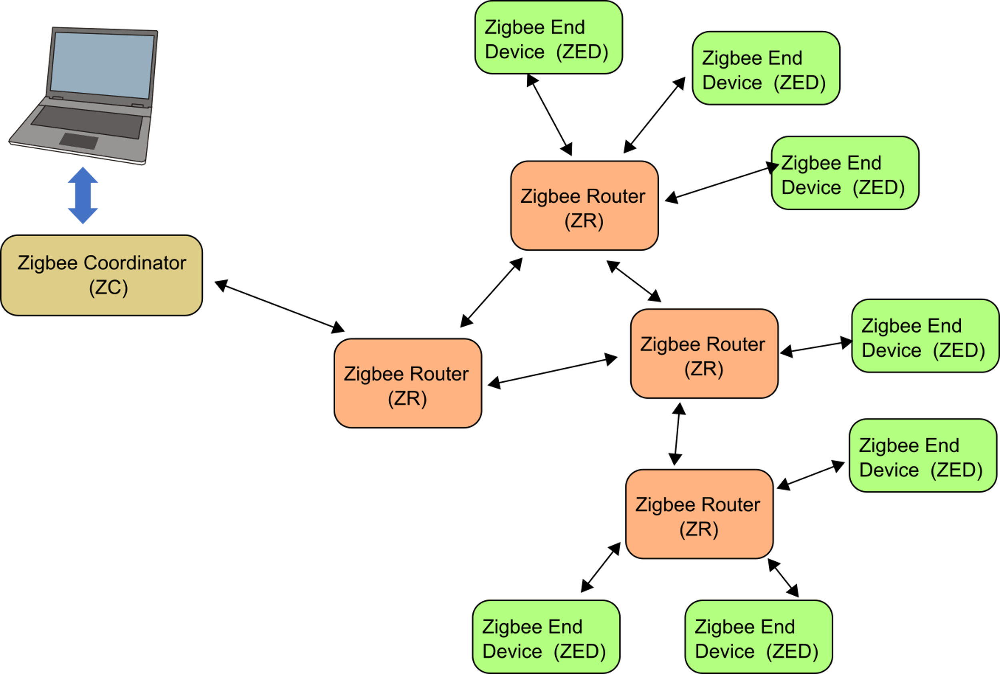 Zigbee End
Device (ZED)
Zigbee End
Device (ZED)
Zigbee End
Device (ZED)
Zigbee Router
(ZR)
Zigbee Coordinator
(ZC)
Zigbee Router
(ZR)
Zigbee Router
(ZR)
Zigbee End
Device (ZED)
Zigbee End
Device (ZED)
Zigbee Router
(ZR)
Zigbee End
Device (ZED)
Zigbee End
Device (ZED)